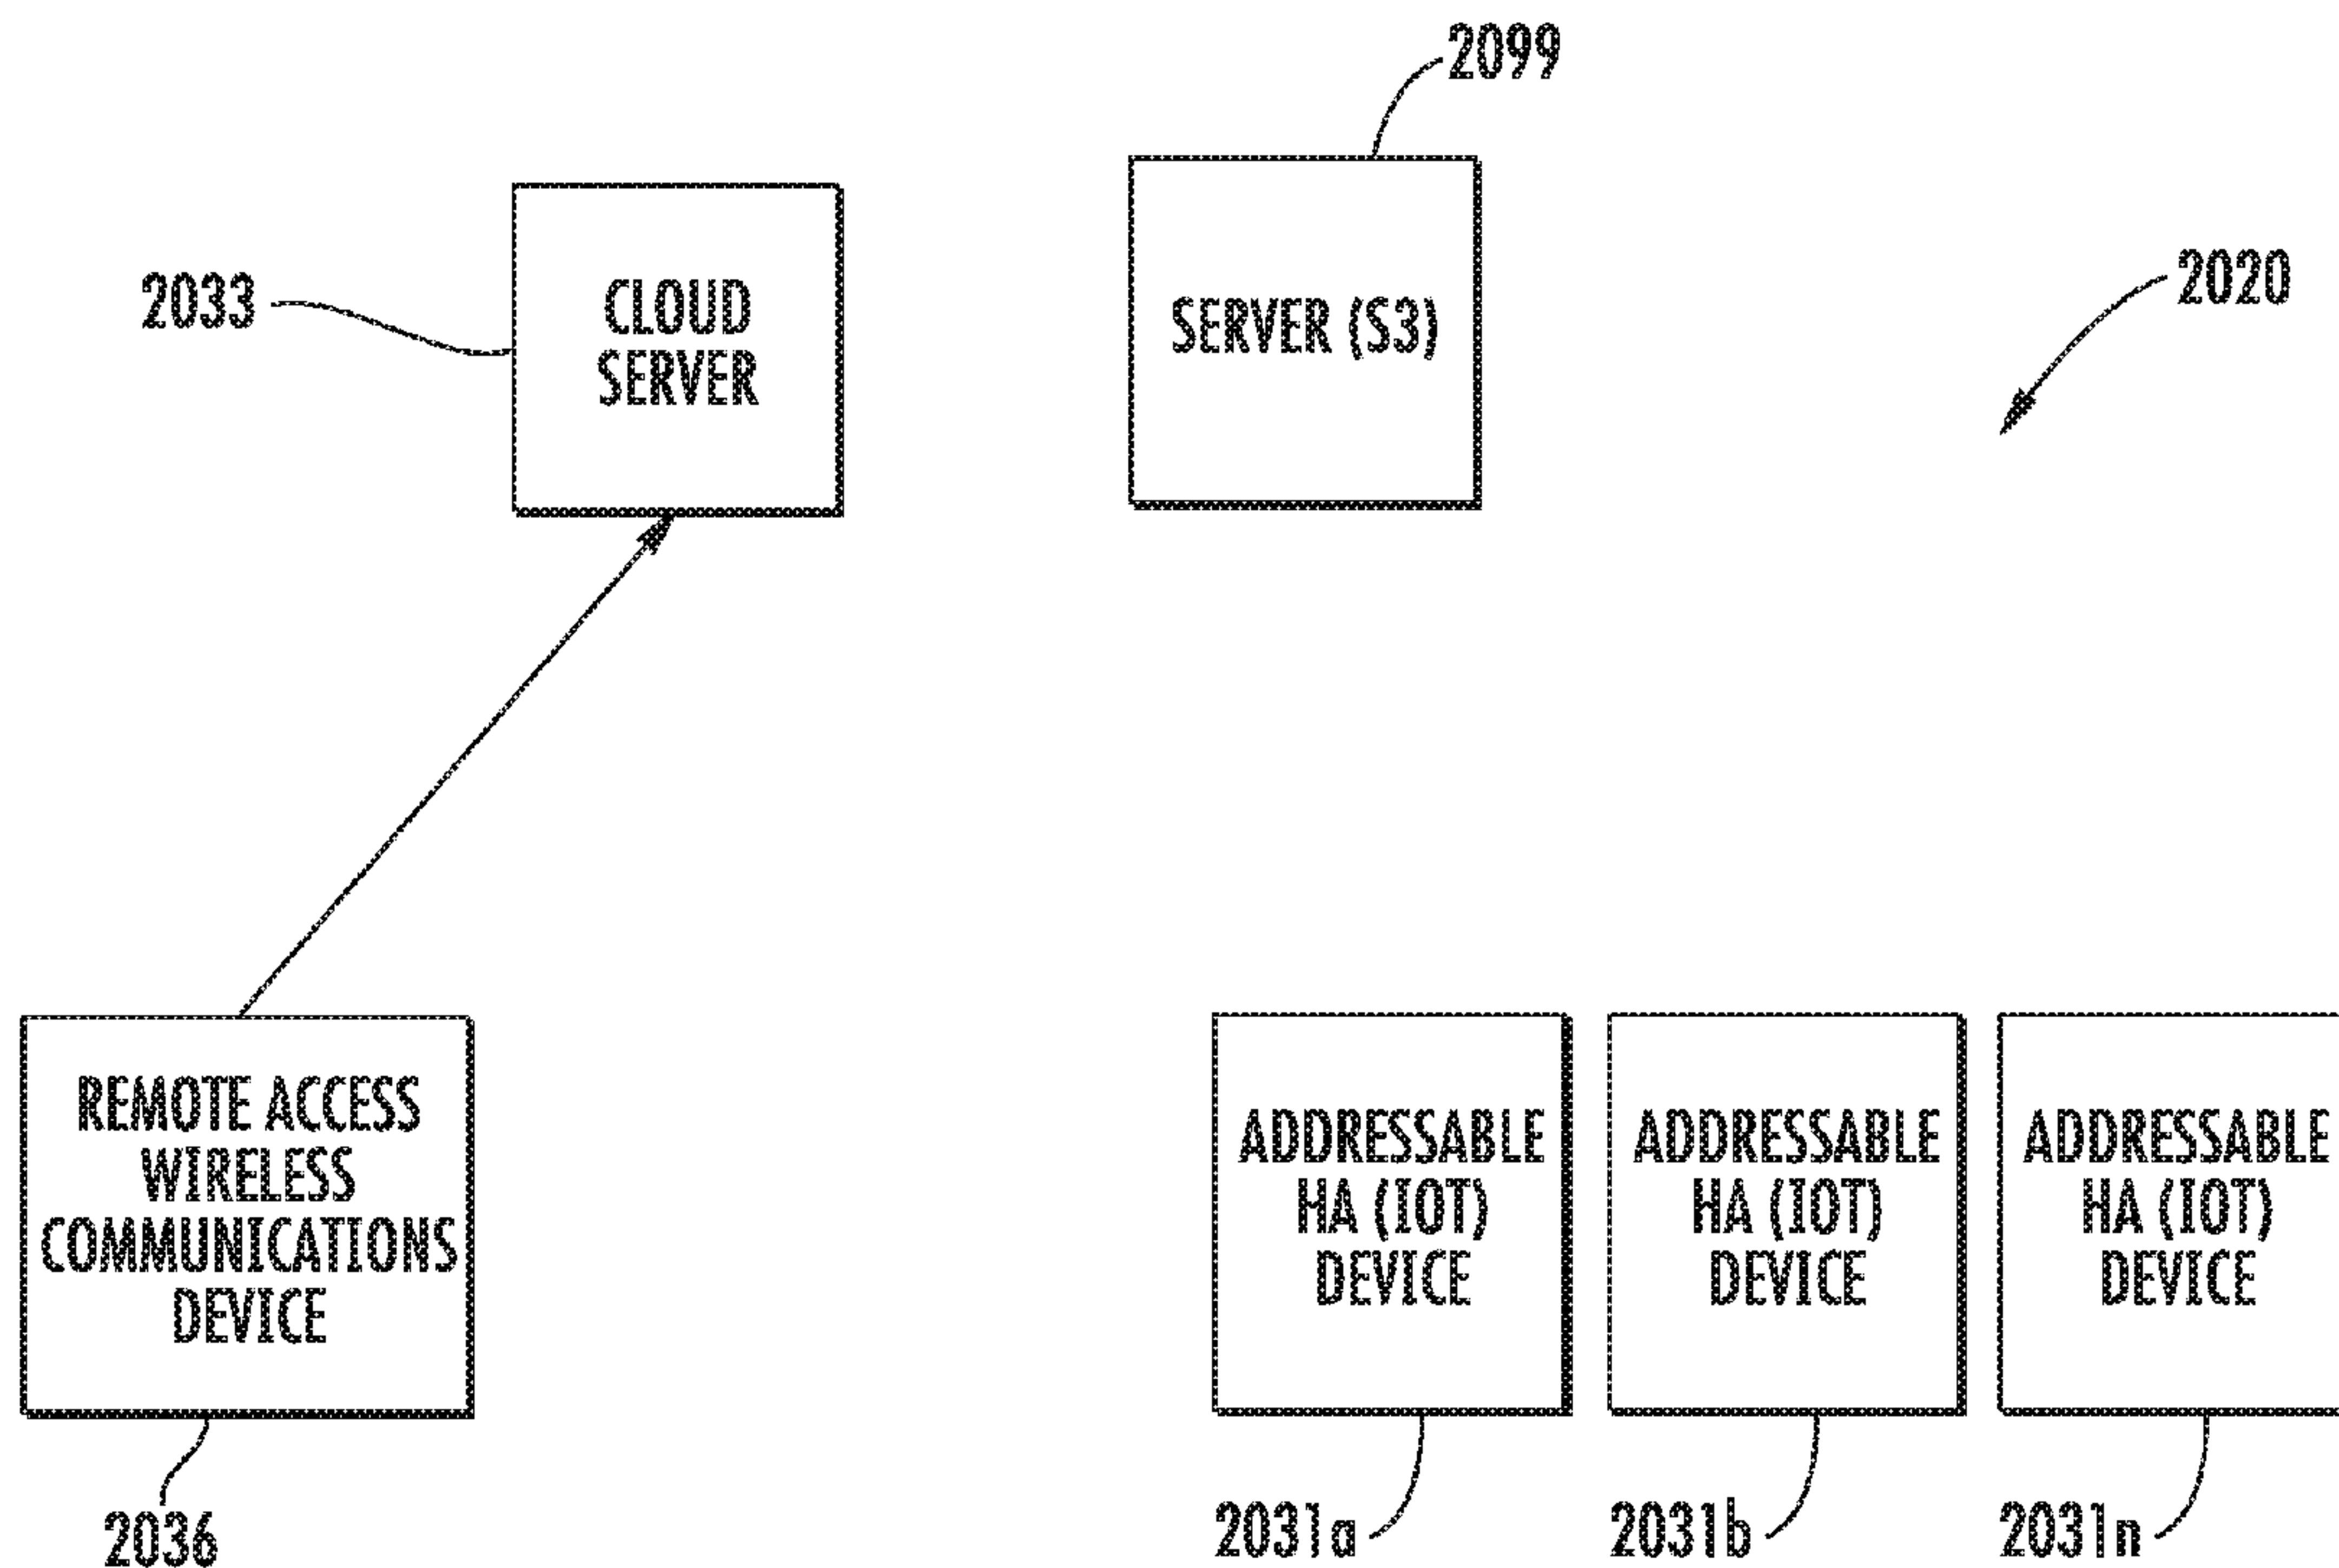 2099
2033
CLOUD
SERVER
SERVER (S3)
2020
REMOTE ACCESS
WIRELESS
COMMUNICATIONS
DEVICE
ADDRESSABLE
HA (IOT)
DEVICE
ADDRESSABLE
HA (IOT)
DEVICE
ADDRESSABLE
HA (IOT)
DEVICE
2036
2031a
2031b
2031n